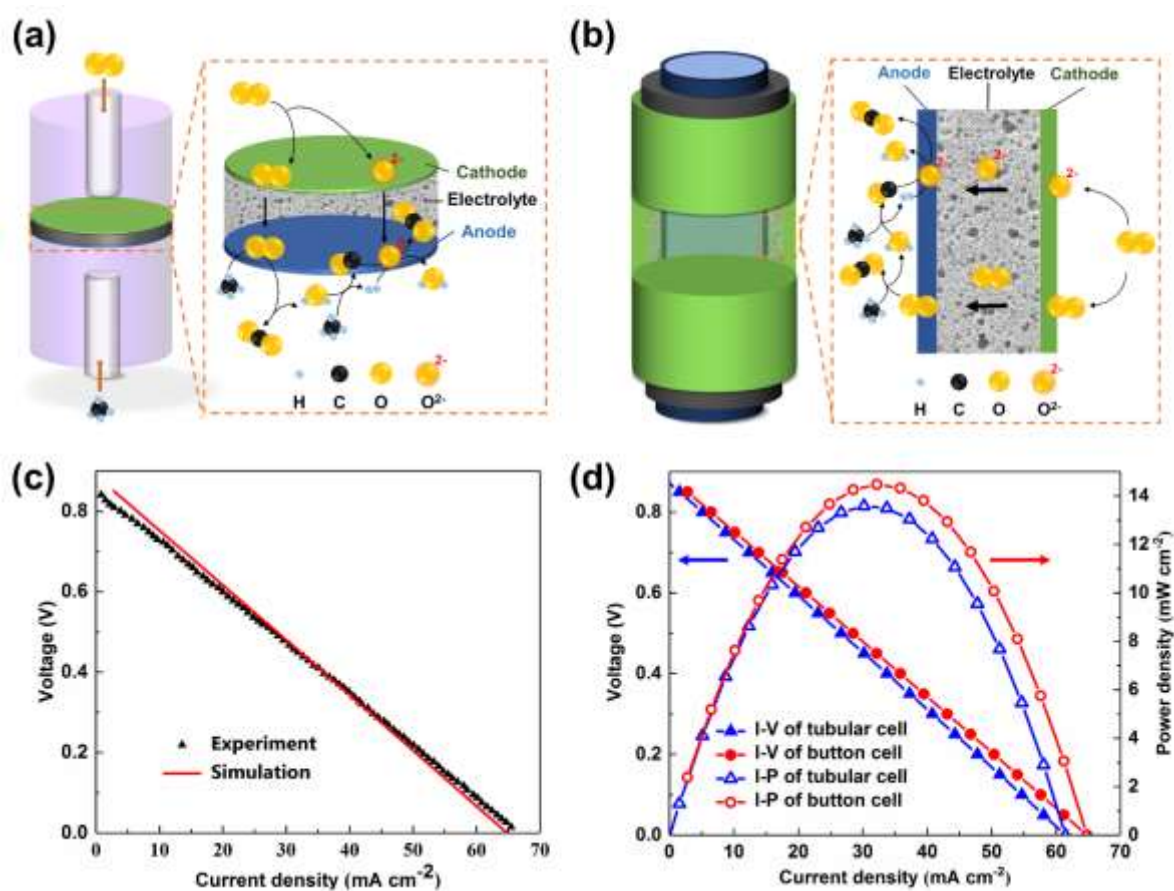 (a)
2-
Cathode
Electrolyte
Anode
2-
2-
H C O O2-
(b)
Anode Electrolyte Cathode
2-
2-
2-
2-
H C O O2-
(c)
Voltage (V)
0.8
0.6
0.4
0.2
0.0
Experiment
Simulation
0 10 20 30 40 50 60 70
Current density (mA cm-2)
(d)
Voltage (V)
0.8
0.6
0.4
0.2
0.0
I-V of tubular cell
I-V of button cell
I-P of tubular cell
I-P of button cell
14
12
10
8
6
4
2
0
Power density (mW cm-2)
0 10 20 30 40 50 60 70
Current density (mA cm-2)